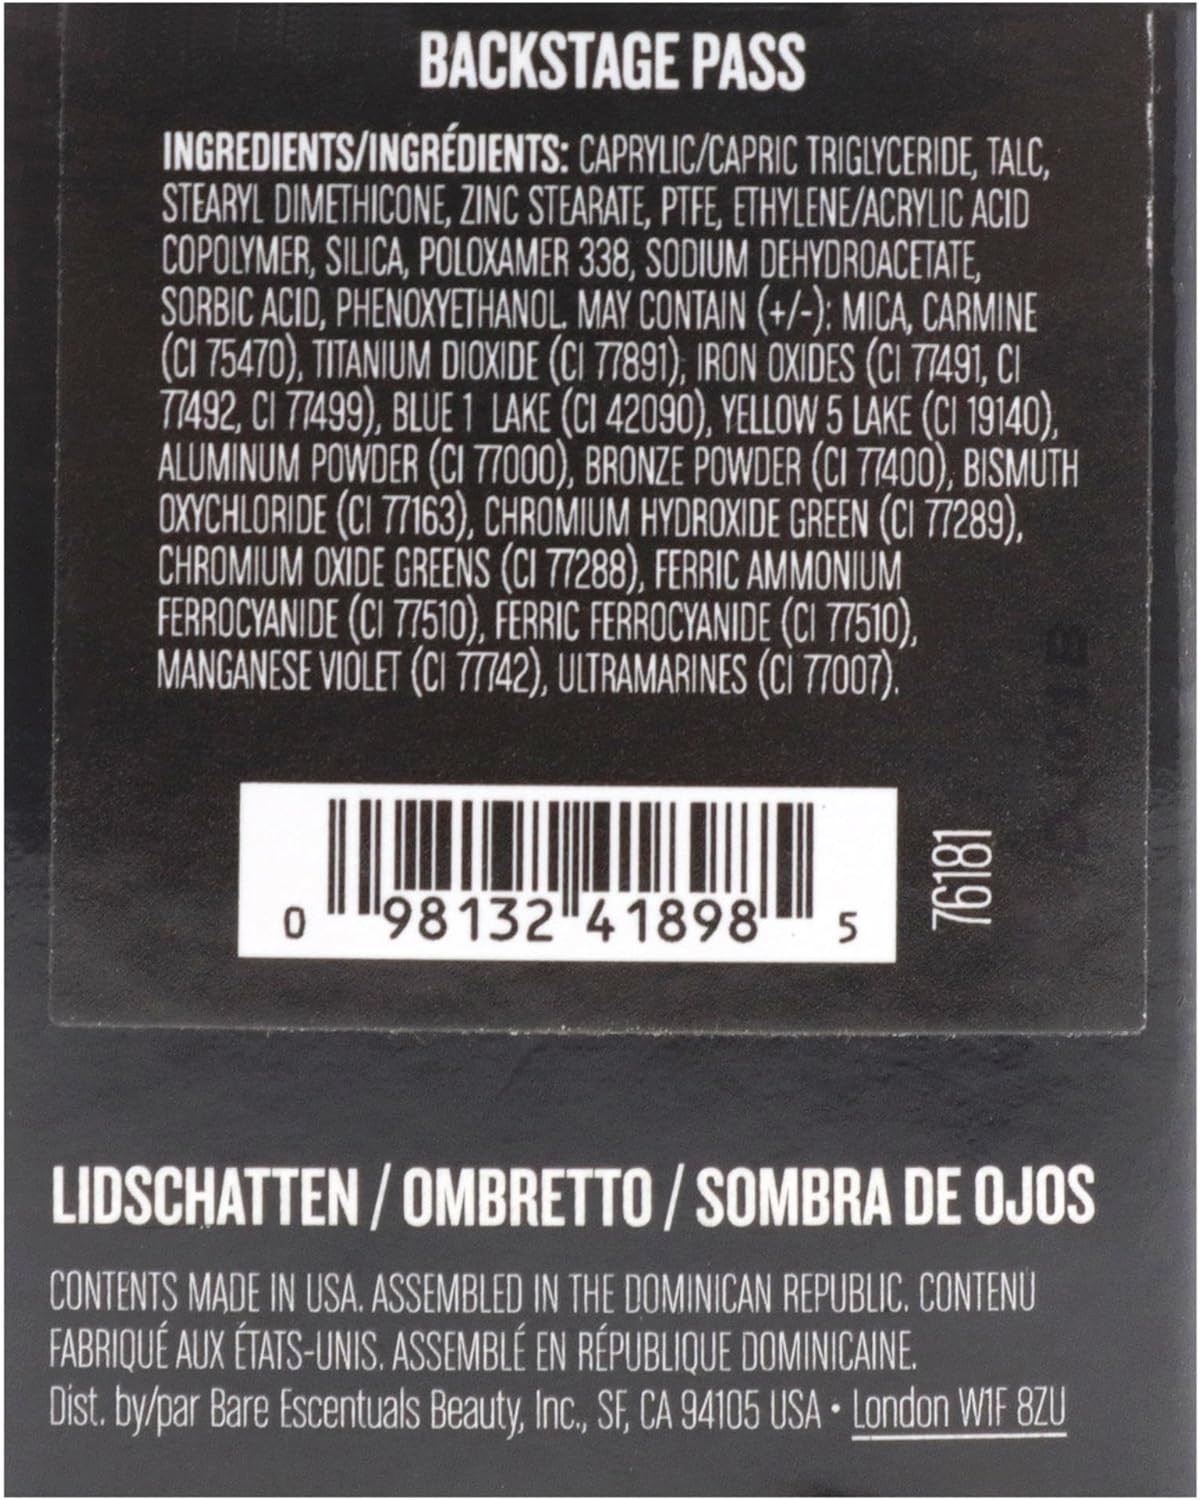 BACKSTAGE PASS
INGREDIENTS/INGRÉDIENTS: CAPRYLIC/CAPRIC TRIGLYCERIDE, TALC,
STEARYL DIMETHICONE, ZINC STEARATE, PTFE, ETHYLENE/ACRYLIC ACID
COPOLYMER, SILICA, POLOXAMER 338, SODIUM DEHYDROACETATE,
SORBIC ACID, PHENOXYETHANOL. MAY CONTAIN (+/-): MICA, CARMINE
(CI 75470), TITANIUM DIOXIDE (CI 77891), IRON OXIDES (CI 77491, CI
77492, CI 77499), BLUE 1 LAKE (CI 42090), YELLOW 5 LAKE (CI 19140),
ALUMINUM POWDER (CI 77000), BRONZE POWDER (CI 77400), BISMUTH
OXYCHLORIDE (CI 77163), CHROMIUM HYDROXIDE GREEN (CI 77289),
CHROMIUM OXIDE GREENS (CI 77288), FERRIC AMMONIUM
FERROCYANIDE (CI 77510), FERRIC FERROCYANIDE (CI 77510),
MANGANESE VIOLET (CI 77742), ULTRAMARINES (CI 77007).
0 98132 41898 5
76181
LIDSCHATTEN / OMBRETTO / SOMBRA DE OJOS
CONTENTS MADE IN USA. ASSEMBLED IN THE DOMINICAN REPUBLIC. CONTENU
FABRIQUÉ AUX ÉTATS-UNIS. ASSEMBLÉ EN RÉPUBLIQUE DOMINICAINE.
Dist. by/par Bare Escentuals Beauty, Inc., SF, CA 94105 USA • London W1F 8ZU